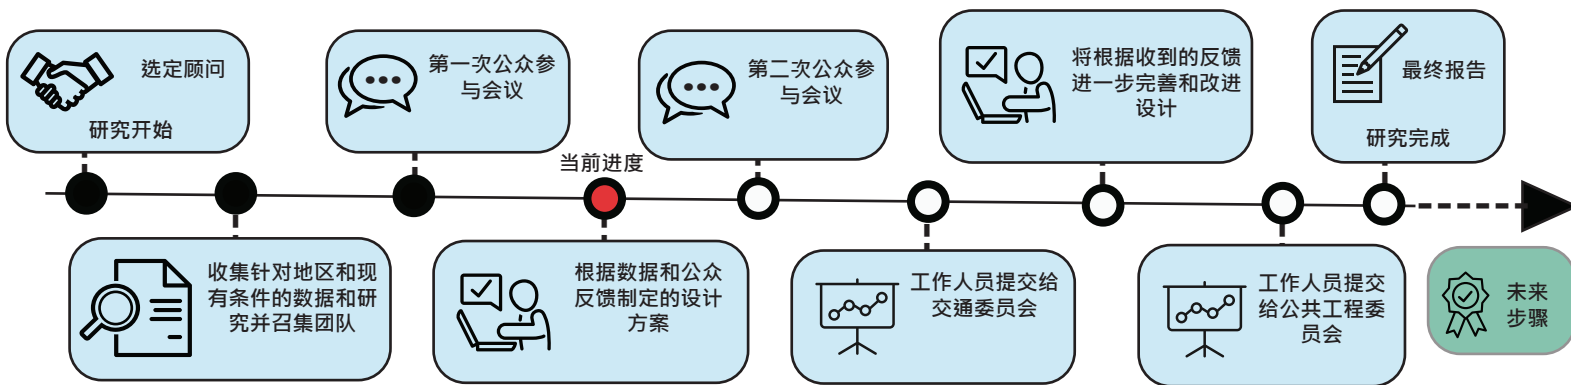 选定顾问
研究开始
收集针对地区和现
有条件的数据和研
究并召集团队
第一次公众参
与会议
当前进度
根据数据和公众
反馈制定的设计
方案
第二次公众参
与会议
工作人员提交给
交通委员会
将根据收到的反馈
进一步完善和改进
设计
工作人员提交
给公共工程委
员会
最终报告
研究完成
未来
步骤